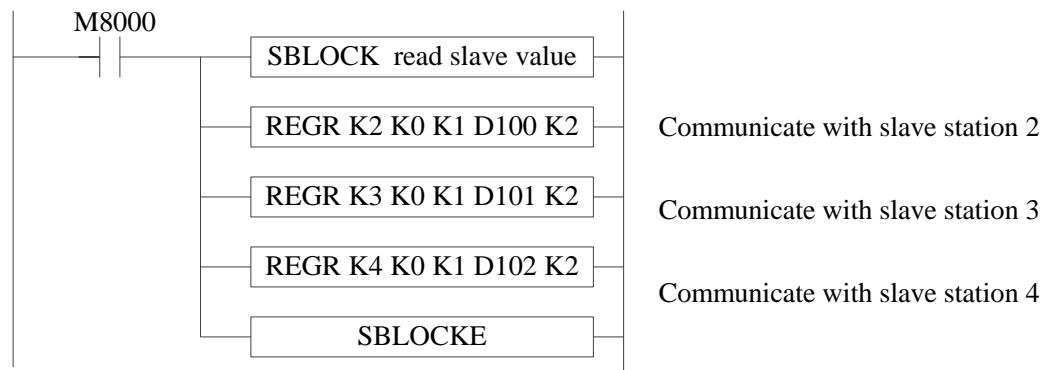 M8000
SBLOCK read slave value
REGR K2 K0 K1 D100 K2
Communicate with slave station 2
REGR K3 K0 K1 D101 K2
Communicate with slave station 3
REGR K4 K0 K1 D102 K2
Communicate with slave station 4
SBLOCKE